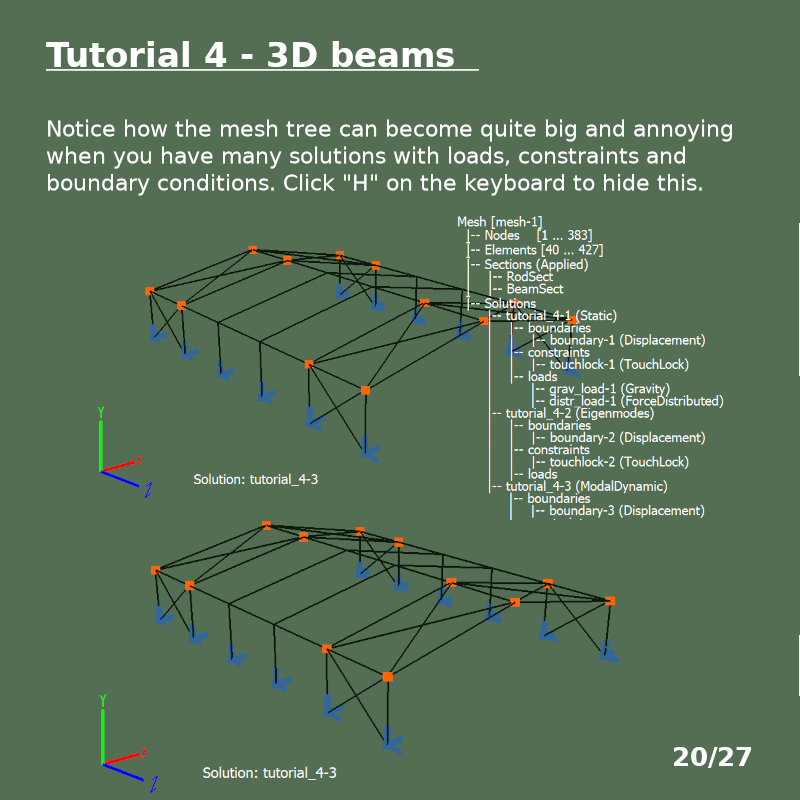 Tutorial 4 - 3D beams
Notice how the mesh tree can become quite big and annoying
when you have many solutions with loads, constraints and
boundary conditions. Click "H" on the keyboard to hide this.
Mesh [mesh-1]
|-- Nodes [1 ... 383]
|-- Elements [40 ... 427]
|-- Sections (Applied)
|-- RodSect
|-- BeamSect
|-- Solutions
|-- tutorial_4-1 (Static)
|-- boundaries
|-- boundary-1 (Displacement)
|-- constraints
|-- touchlock-1 (TouchLock)
|-- loads
|-- grav_load-1 (Gravity)
|-- distr_load-1 (ForceDistributed)
|-- tutorial_4-2 (Eigenmodes)
|-- boundaries
|-- boundary-2 (Displacement)
|-- constraints
|-- touchlock-2 (TouchLock)
|-- loads
|-- tutorial_4-3 (ModalDynamic)
|-- boundaries
|-- boundary-3 (Displacement)
Y
Z
Solution: tutorial_4-3
Y
Z
Solution: tutorial_4-3
20/27